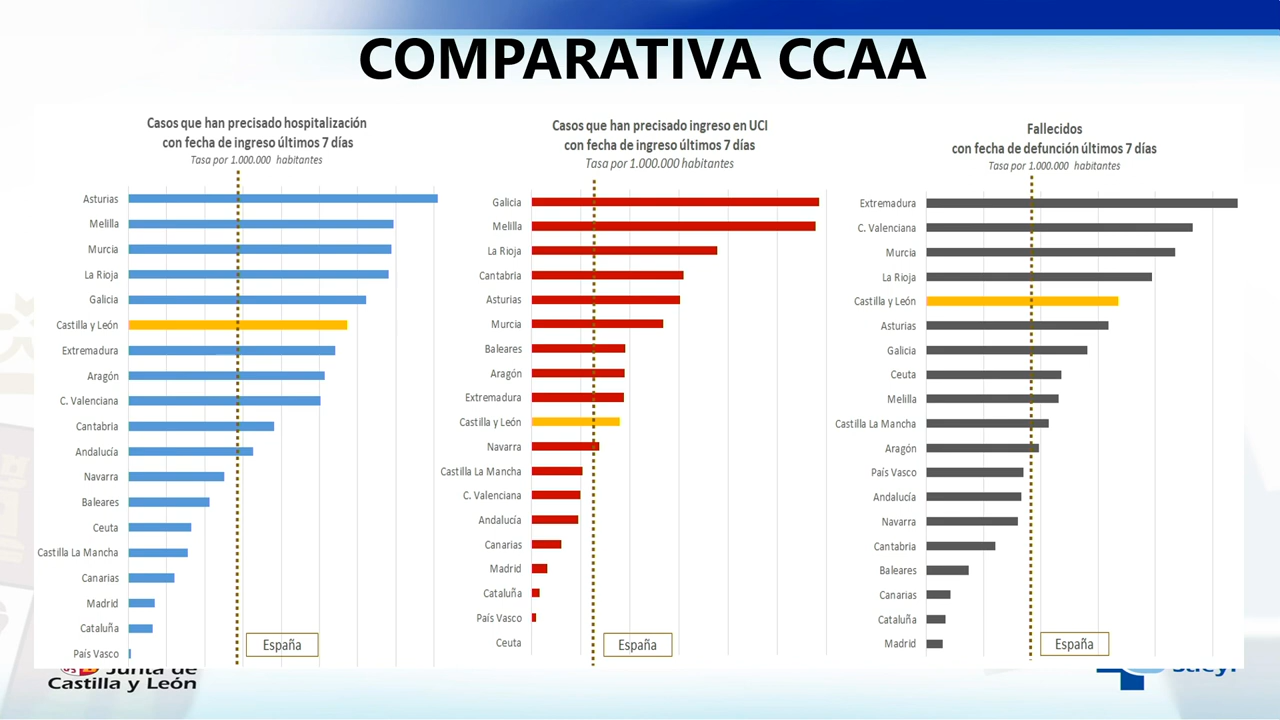 COMPARATIVA CCAA
Casos que han precisado hospitalización
con fecha de ingreso últimos 7 días
Tasa por 1.000.000 habitantes
Asturias
Melilla
Murcia
La Rioja
Galicia
Castilla y León
Extremadura
Aragón
C. Valenciana
Cantabria
Andalucía
Navarra
Baleares
Ceuta
Castilla La Mancha
Canarias
Madrid
Cataluña
País Vasco
España
Casos que han precisado ingreso en UCI
con fecha de ingreso últimos 7 días
Tasa por 1.000.000 habitantes
Galicia
Melilla
La Rioja
Cantabria
Asturias
Murcia
Baleares
Aragón
Extremadura
Castilla y León
Navarra
Castilla La Mancha
C. Valenciana
Andalucía
Canarias
Madrid
Cataluña
País Vasco
Ceuta
España
Fallecidos
con fecha de defunción últimos 7 días
Tasa por 1.000.000 habitantes
Extremadura
C. Valenciana
Murcia
La Rioja
Castilla y León
Asturias
Galicia
Ceuta
Melilla
Castilla La Mancha
Aragón
País Vasco
Andalucía
Navarra
Cantabria
Baleares
Canarias
Cataluña
Madrid
España
Junta de
Castilla y León